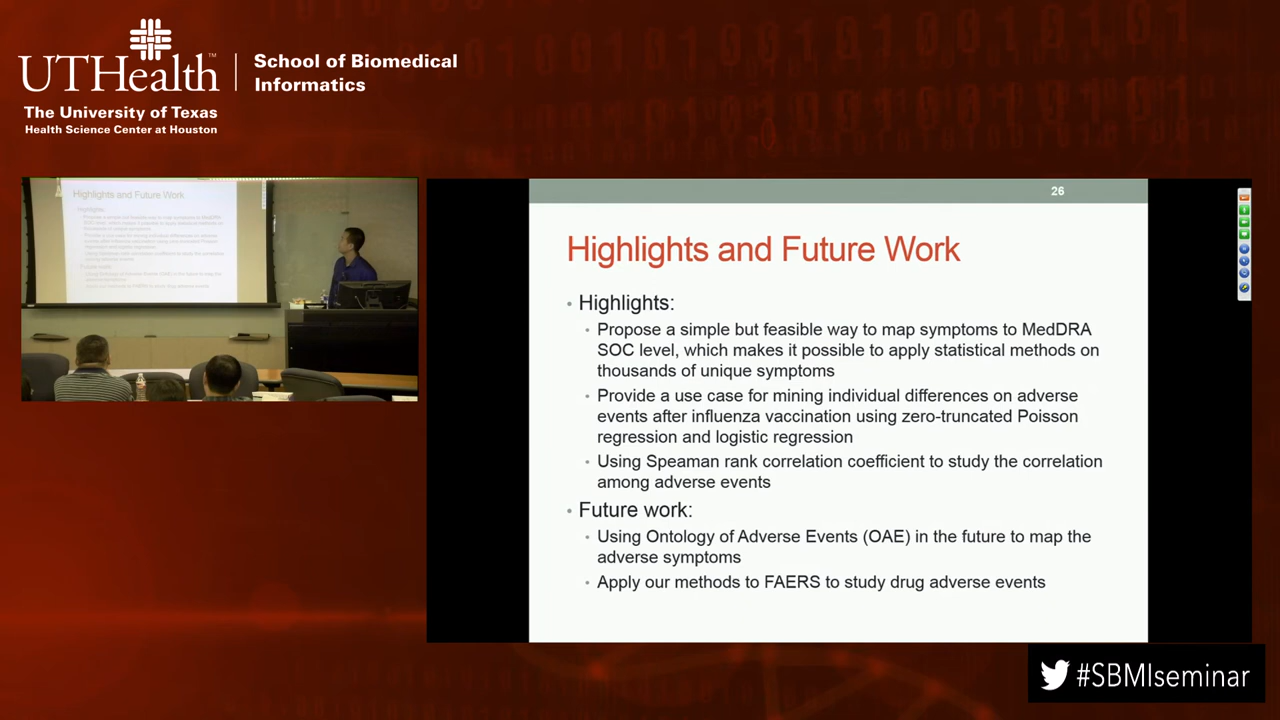 UTHealth™
School of Biomedical
Informatics
The University of Texas
Health Science Center at Houston
Highlights and Future Work
Highlights:
Future work:
26
Highlights and Future Work
• Highlights:
• Propose a simple but feasible way to map symptoms to MedDRA
SOC level, which makes it possible to apply statistical methods on
thousands of unique symptoms
• Provide a use case for mining individual differences on adverse
events after influenza vaccination using zero-truncated Poisson
regression and logistic regression
• Using Speaman rank correlation coefficient to study the correlation
among adverse events
• Future work:
• Using Ontology of Adverse Events (OAE) in the future to map the
adverse symptoms
• Apply our methods to FAERS to study drug adverse events
#SBMIseminar